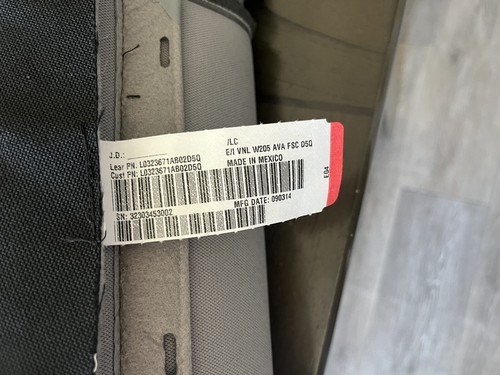 /LC
J.D.:
E/I VNL W205 AVA FSC D5Q
Lear PN: L0323671AB02D5Q
MADE IN MEXICO
Cust PN: L0323671AB02D5Q
MFG DATE: 090314
SN: 32303453002
E04